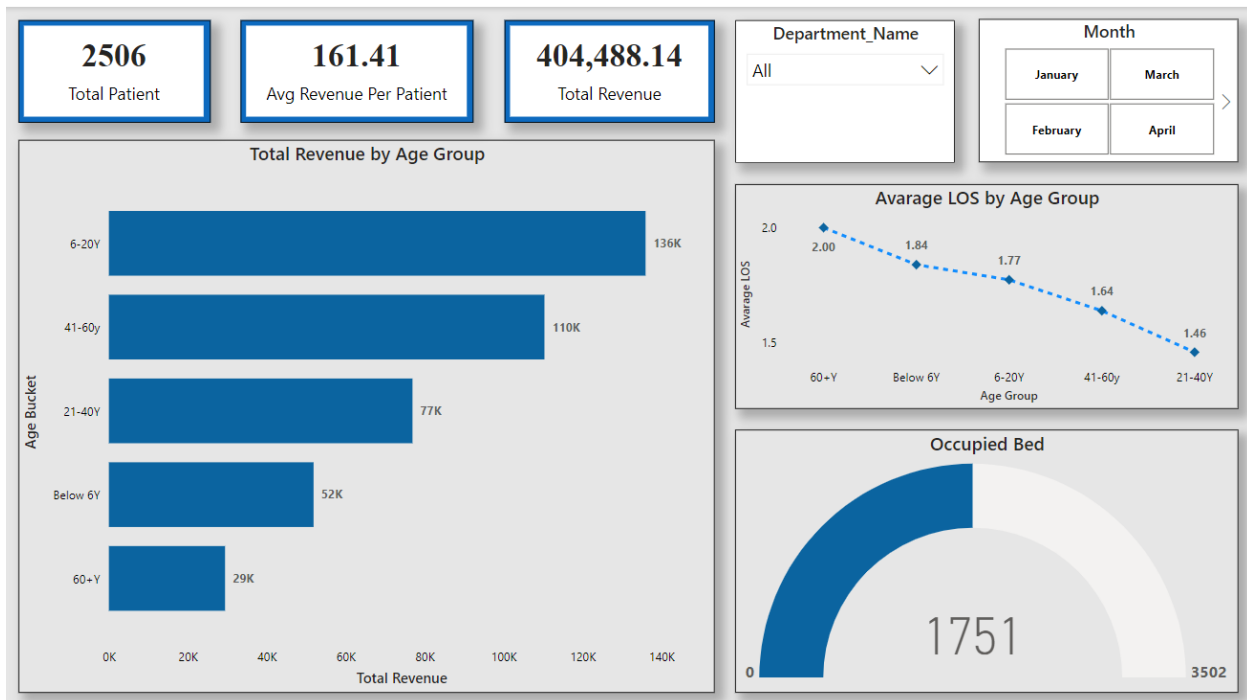 2506
Total Patient
161.41
Avg Revenue Per Patient
404,488.14
Total Revenue
Department_Name
All
Month
January
March
February
April
Total Revenue by Age Group
Age Bucket
6-20Y
136K
41-60y
110K
21-40Y
77K
Below 6Y
52K
60+Y
29K
0K 20K 40K 60K 80K 100K 120K 140K
Total Revenue
Avarage LOS by Age Group
Avarage LOS
2.0
1.5
2.00
1.84
1.77
1.64
1.46
60+Y Below 6Y 6-20Y 41-60y 21-40Y
Age Group
Occupied Bed
1751
0
3502